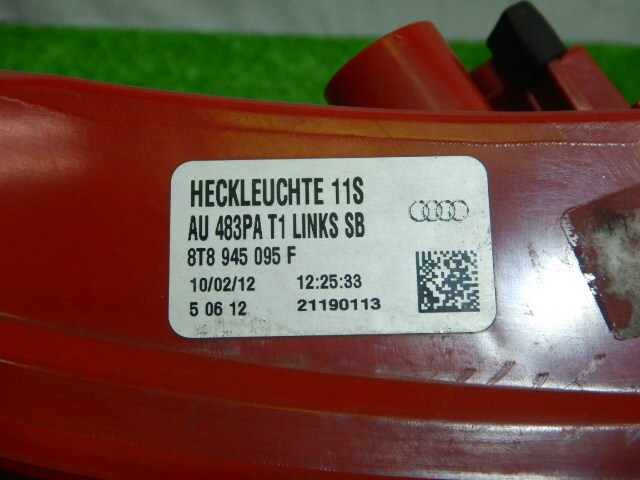 HECKLEUCHTE 11S
AU 483PA T1 LINKS SB
8T8 945 095 F
10/02/12 12:25:33
5 06 12 21190113